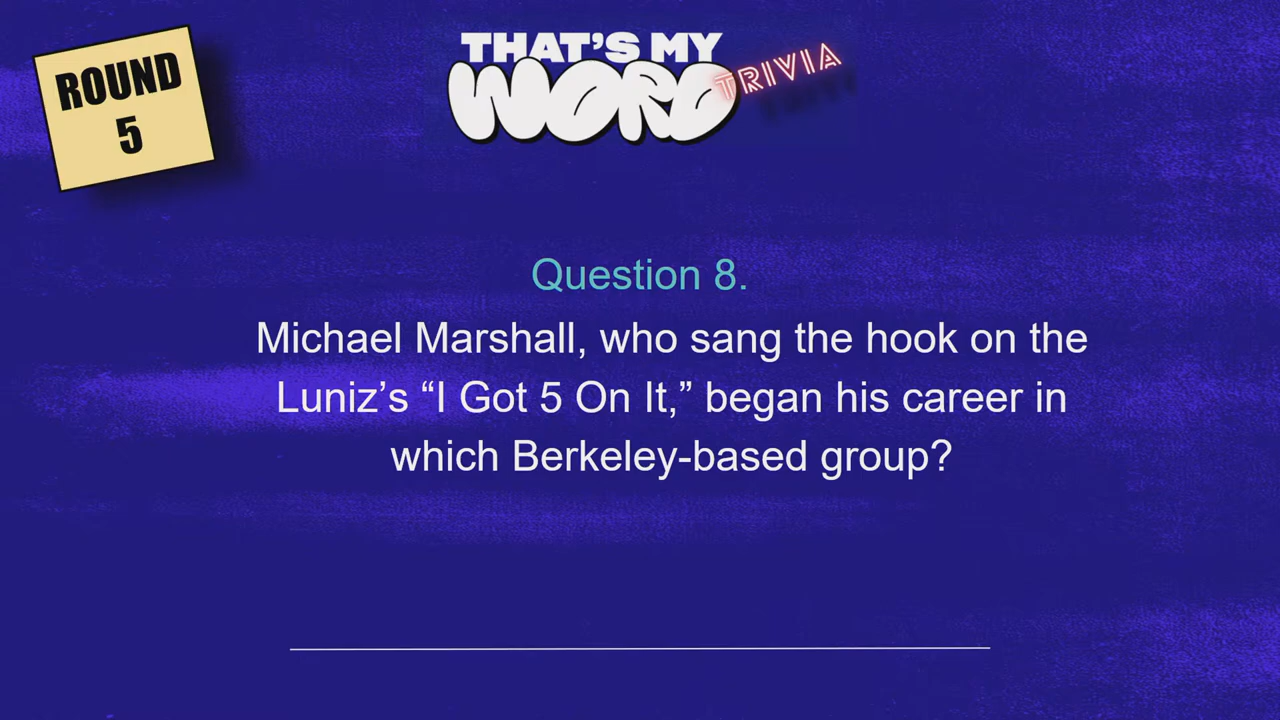 ROUND
5
THAT'S MY
WORD TRIVIA
Question 8.
Michael Marshall, who sang the hook on the
Luniz’s “I Got 5 On It,” began his career in
which Berkeley-based group?